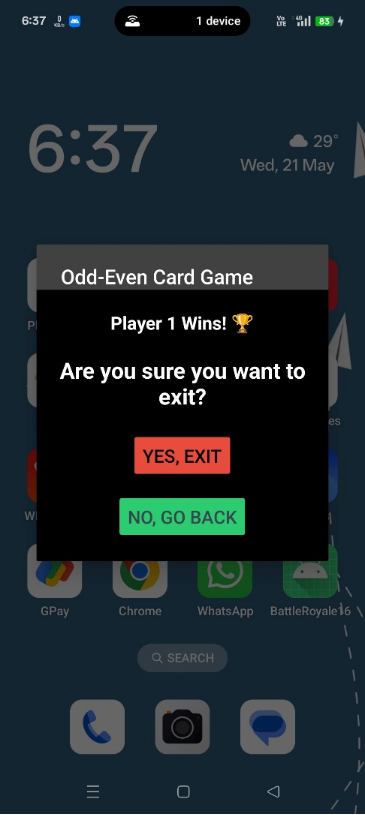 6:37 0 KB/s 1 device Vo LTE 4G 83
6:37
29°
Wed, 21 May
Odd-Even Card Game
Player 1 Wins! 🏆
Are you sure you want to
exit?
YES, EXIT
NO, GO BACK
GPay Chrome WhatsApp BattleRoyale16
SEARCH